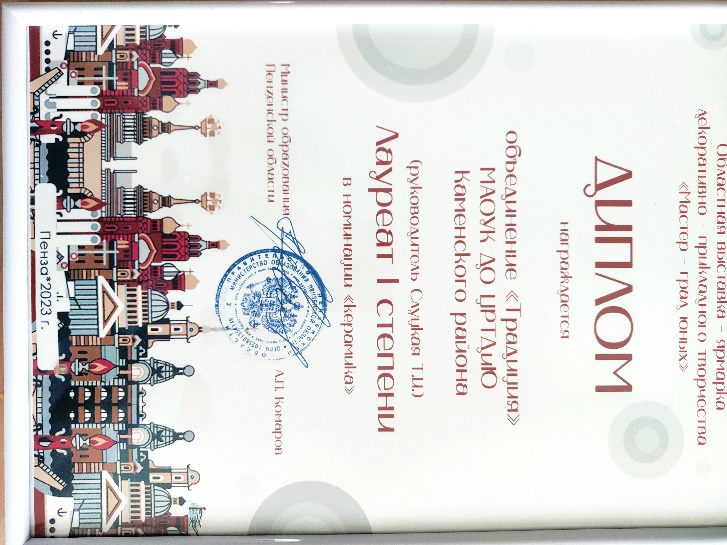 Областная выставка - ярмарка
декоративно - прикладного творчества
«Мастер - град юных»
ДИПЛОМ
награждается
объединение «Традиция»
МАОУК ДО ЦРТДиЮ
Каменского района
(руководитель Слуцкая Т.И.)
Лауреат I степени
в номинации «Керамика»
Министр образования
Пензенской области
А.П. Комаров
Пенза*2023 г.